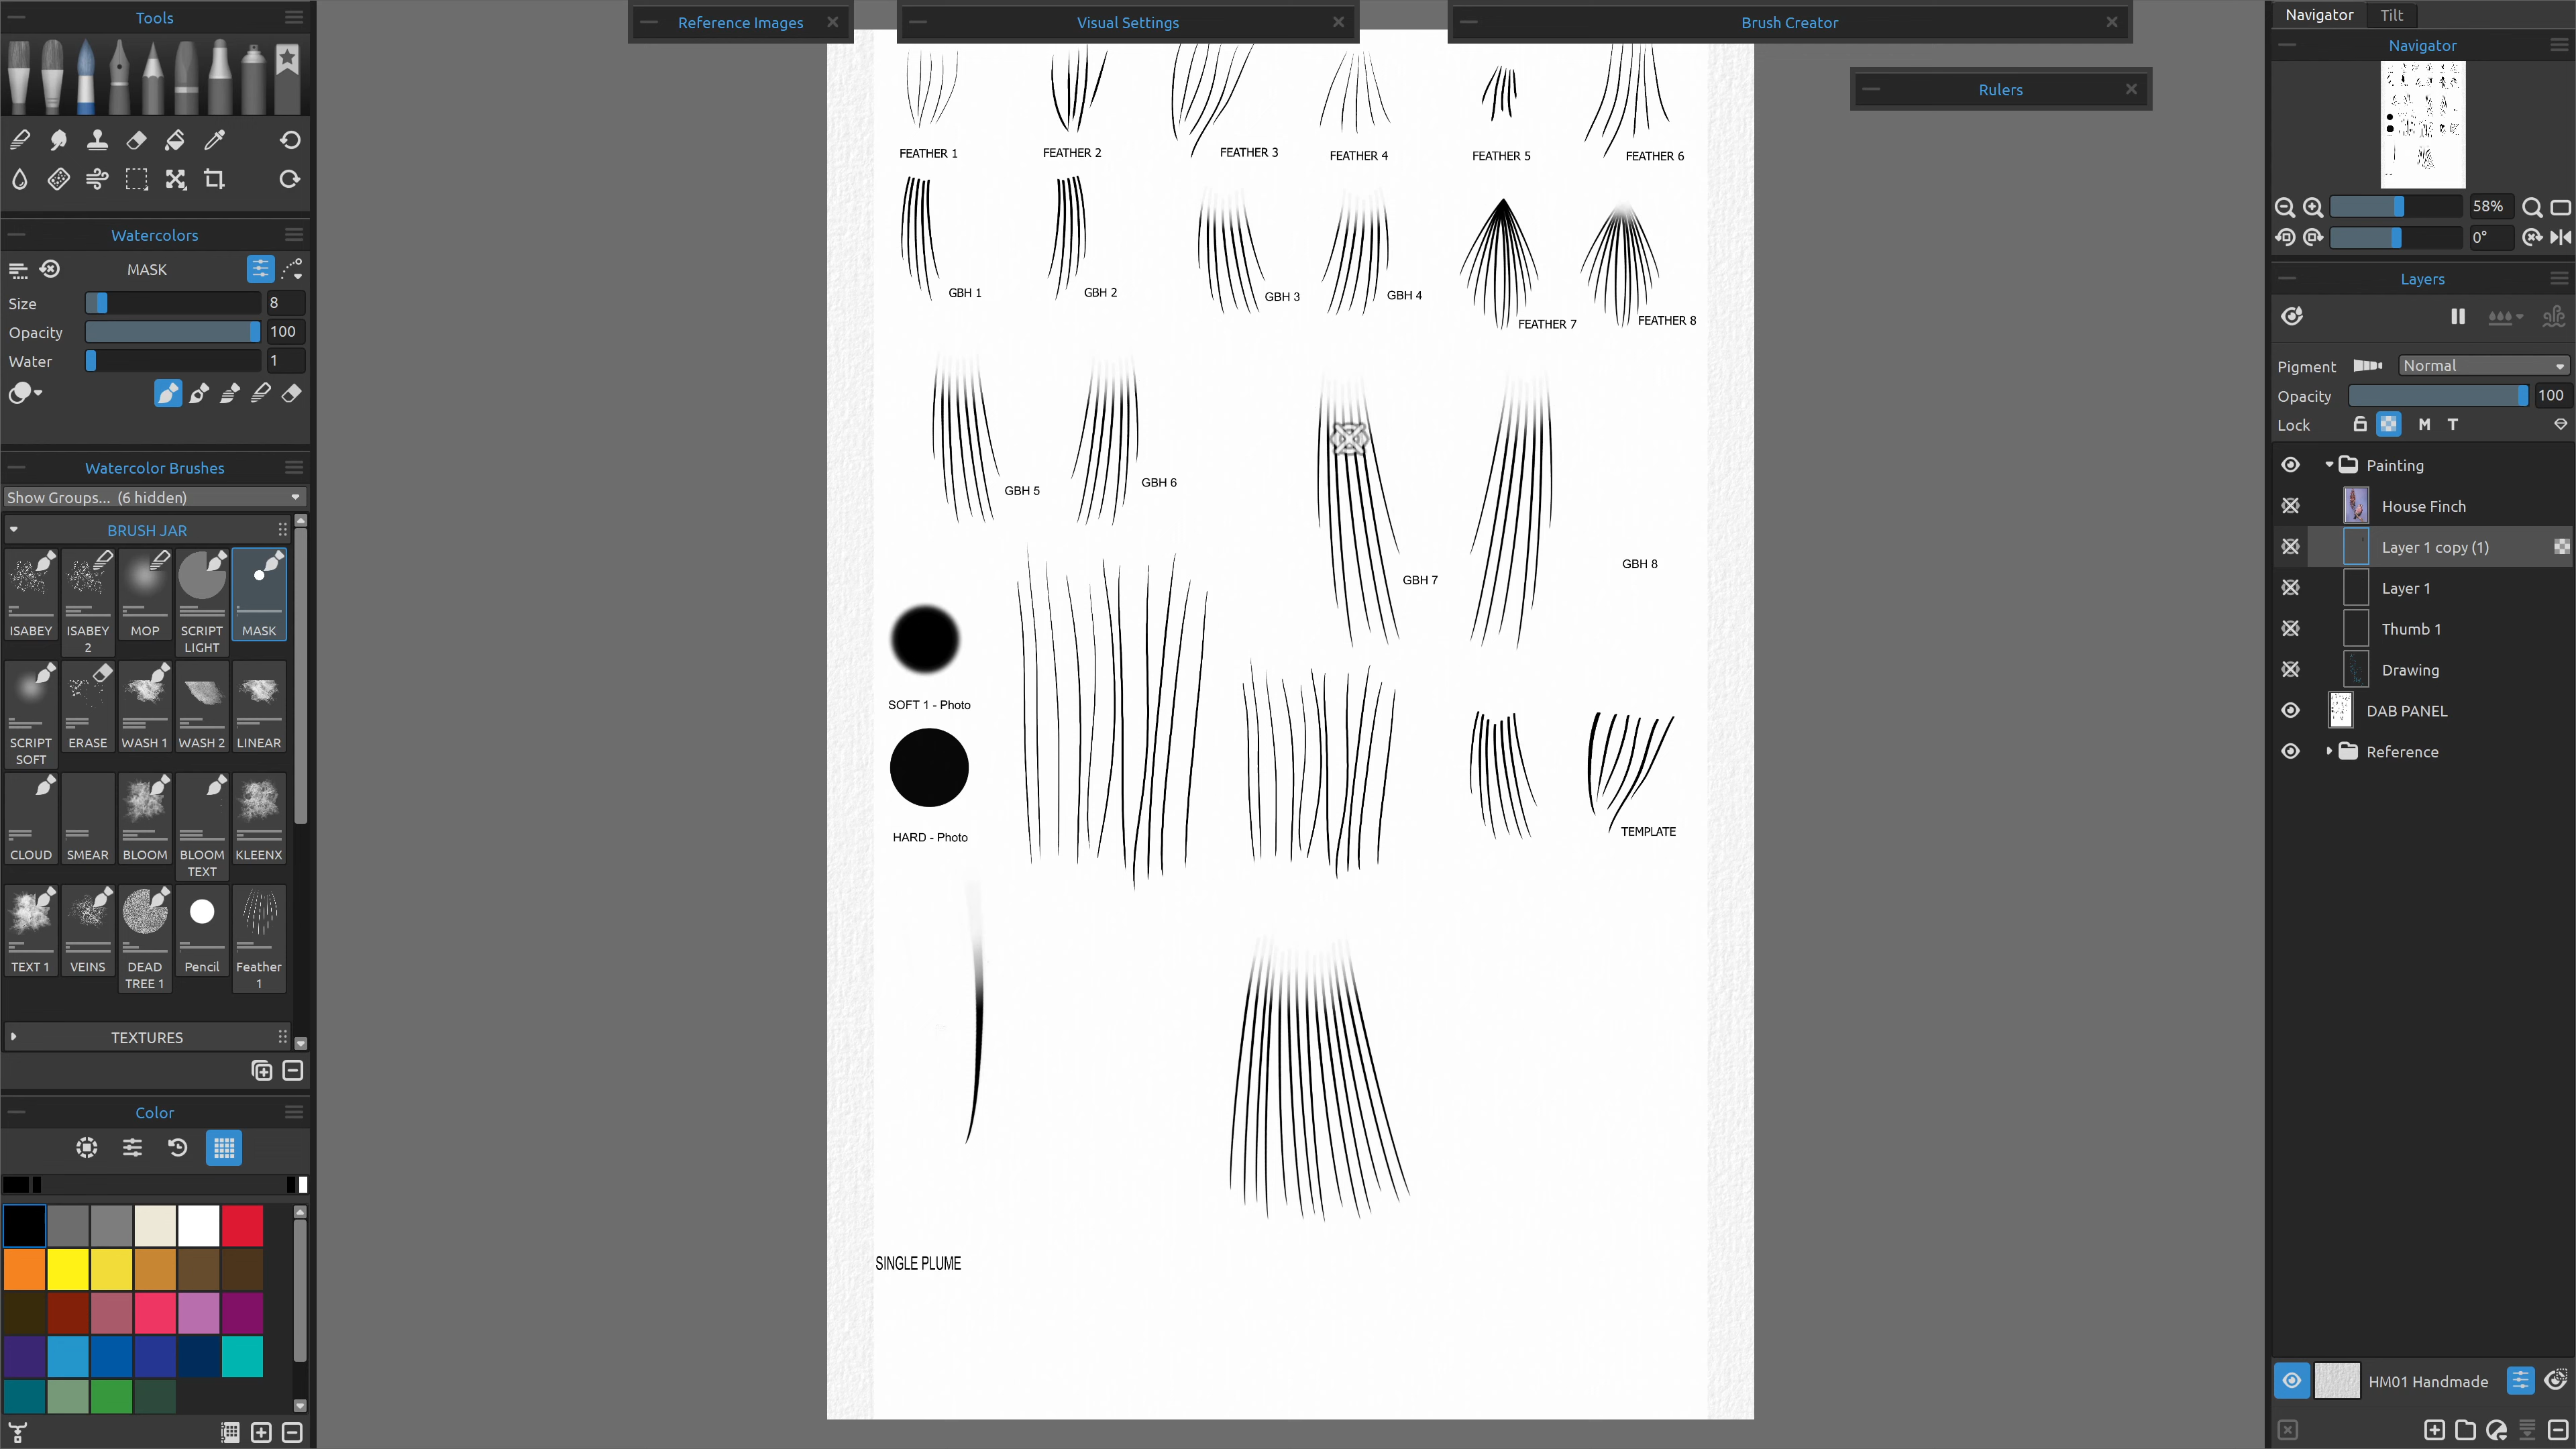 Tools
Reference Images
Visual Settings
Brush Creator
Rulers
Navigator
Tilt
Navigator
58%
0°
Watercolors
MASK
Size
8
Opacity
100
Water
1
Watercolor Brushes
Show Groups... (6 hidden)
BRUSH JAR
ISABEY
ISABEY
2
MOP
SCRIPT
LIGHT
MASK
SCRIPT
SOFT
ERASE
WASH 1
WASH 2
LINEAR
CLOUD
SMEAR
BLOOM
BLOOM
TEXT
KLEENX
TEXT 1
VEINS
DEAD
TREE 1
Pencil
Feather
1
TEXTURES
Color
FEATHER 1
FEATHER 2
FEATHER 3
FEATHER 4
FEATHER 5
FEATHER 6
GBH 1
GBH 2
GBH 3
GBH 4
FEATHER 7
FEATHER 8
GBH 5
GBH 6
GBH 7
GBH 8
SOFT 1 - Photo
HARD - Photo
TEMPLATE
SINGLE PLUME
Layers
Pigment
Normal
Opacity
100
Lock
M
T
Painting
House Finch
Layer 1 copy (1)
Layer 1
Thumb 1
Drawing
DAB PANEL
Reference
HM01 Handmade